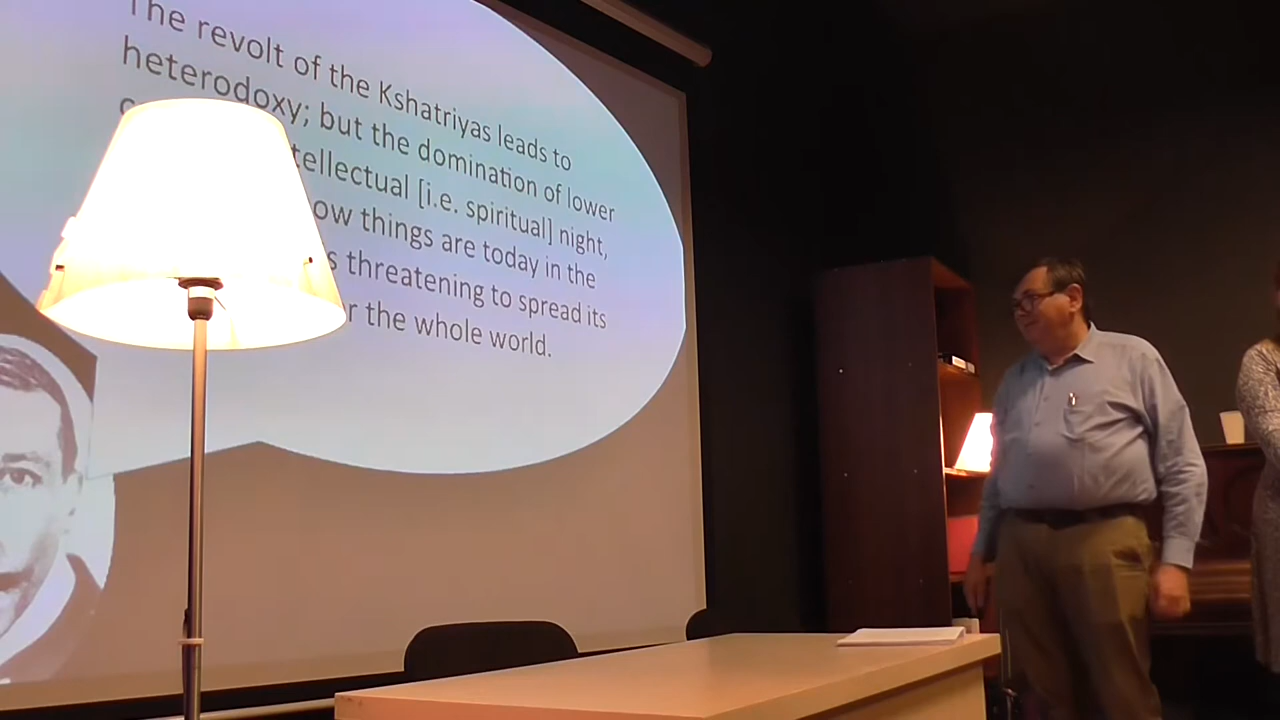 The revolt of the Kshatriyas leads to
heterodoxy; but the domination of lower
tellectual [i.e. spiritual] night,
ow things are today in the
s threatening to spread its
r the whole world.